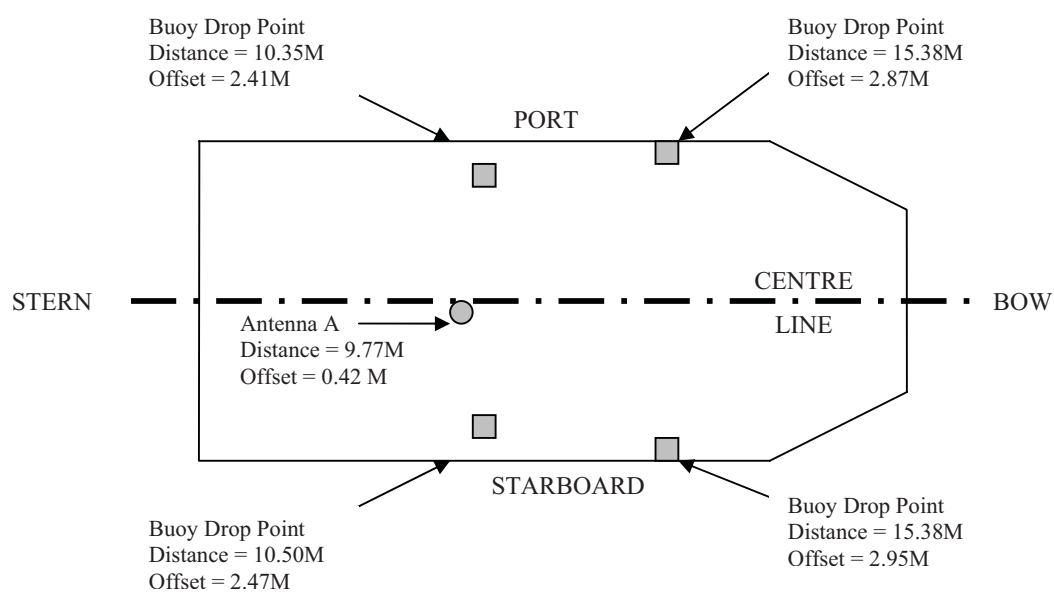 Buoy Drop Point
Distance = 10.35M
Offset = 2.41M
Buoy Drop Point
Distance = 15.38M
Offset = 2.87M
PORT
CENTRE
STERN
BOW
LINE
Antenna A
Distance = 9.77M
Offset = 0.42 M
STARBOARD
Buoy Drop Point
Distance = 10.50M
Offset = 2.47M
Buoy Drop Point
Distance = 15.38M
Offset = 2.95M